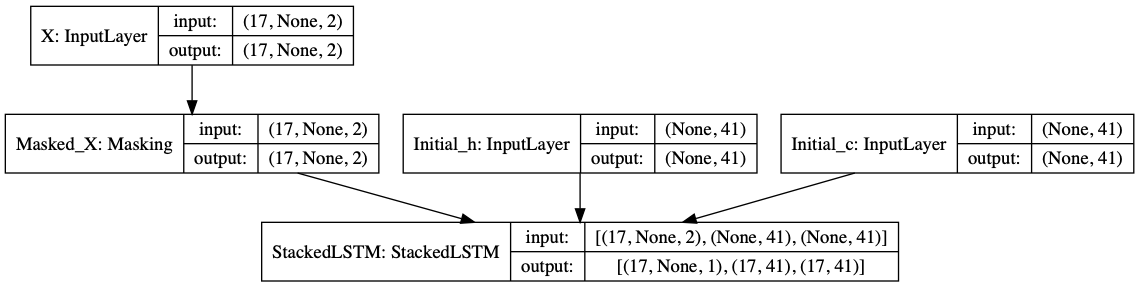 X: InputLayer
input:
(17, None, 2)
output:
(17, None, 2)
Masked_X: Masking
input:
(17, None, 2)
output:
(17, None, 2)
Initial_h: InputLayer
input:
(None, 41)
output:
(None, 41)
Initial_c: InputLayer
input:
(None, 41)
output:
(None, 41)
StackedLSTM: StackedLSTM
input:
[(17, None, 2), (None, 41), (None, 41)]
output:
[(17, None, 1), (17, 41), (17, 41)]